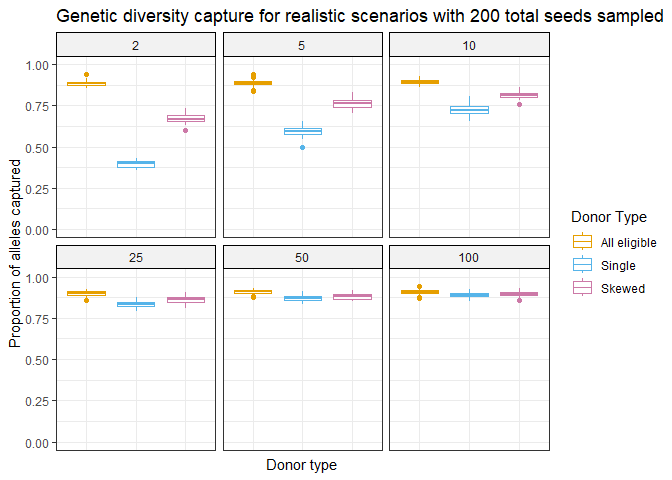 Genetic diversity capture for realistic scenarios with 200 total seeds sampled
2
5
10
1.00
0.75
0.50
0.25
0.00
Proportion of alleles captured
25
50
100
1.00
0.75
0.50
0.25
0.00
Donor type
Donor Type
All eligible
Single
Skewed